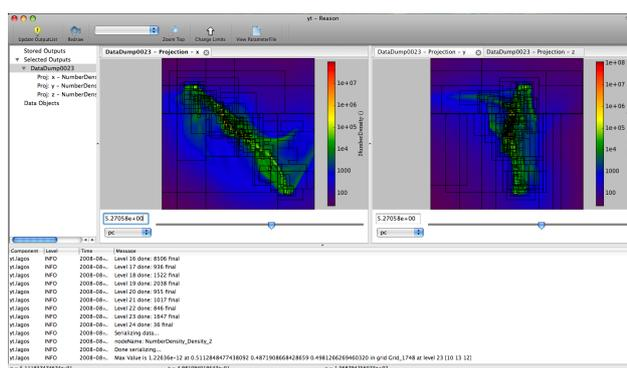 yt – Reason
Update OutputList
Redraw
Zoom Top
Change Limits
View ParameterFile
Stored Outputs
Selected Outputs
DataDump0023
Proj: x – NumberDens
Proj: y – NumberDens
Proj: z – NumberDens
Data Objects
DataDump0023 – Projection – x
1e+07
1e+06
1e+05
1e4
1000
100
NumberDensity ()
5.27058e+00
pc
DataDump0023 – Projection – y
DataDump0023 – Projection – z
1e+08
1e+07
1e+06
1e+05
1e4
1000
100
5.27058e+00
pc
Component Level Time Message
yt.lagos INFO 2008-08-... Level 16 done: 8506 final
yt.lagos INFO 2008-08-... Level 17 done: 936 final
yt.lagos INFO 2008-08-... Level 18 done: 1522 final
yt.lagos INFO 2008-08-... Level 19 done: 2038 final
yt.lagos INFO 2008-08-... Level 20 done: 955 final
yt.lagos INFO 2008-08-... Level 21 done: 1017 final
yt.lagos INFO 2008-08-... Level 22 done: 846 final
yt.lagos INFO 2008-08-... Level 23 done: 1847 final
yt.lagos INFO 2008-08-... Level 24 done: 36 final
yt.lagos INFO 2008-08-... Serializing data...
yt.lagos INFO 2008-08-... nodeName: NumberDensity_Density_2
yt.lagos INFO 2008-08-... Done serializing...
yt.lagos INFO 2008-08-... Max Value is 1.22636e-12 at 0.5112848477438092 0.4871908668428659 0.4981266269460320 in grid Grid_1748 at level 23 [10 13 12]